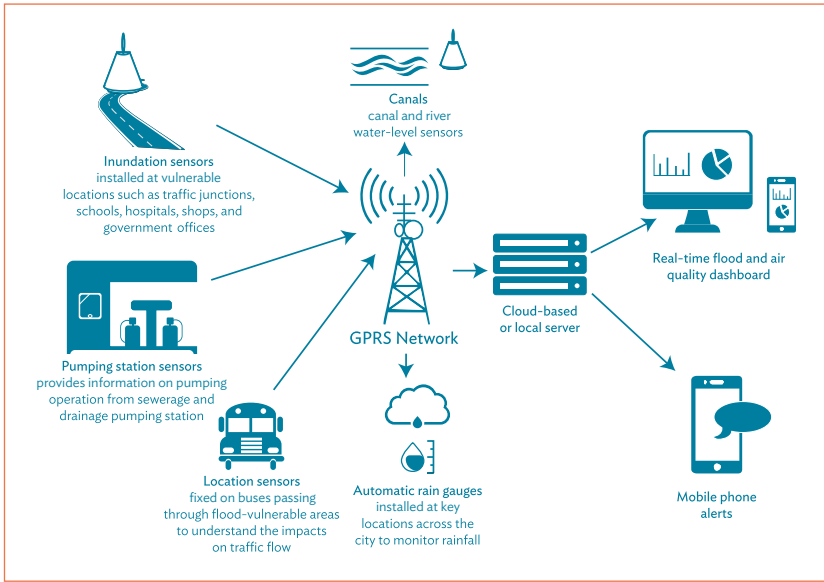 Inundation sensors
installed at vulnerable
locations such as traffic junctions,
schools, hospitals, shops, and
government offices
Canals
canal and river
water-level sensors
Pumping station sensors
provides information on pumping
operation from sewerage and
drainage pumping station
GPRS Network
Cloud-based
or local server
Real-time flood and air
quality dashboard
Location sensors
fixed on buses passing
through flood-vulnerable areas
to understand the impacts
on traffic flow
Automatic rain gauges
installed at key
locations across the
city to monitor rainfall
Mobile phone
alerts